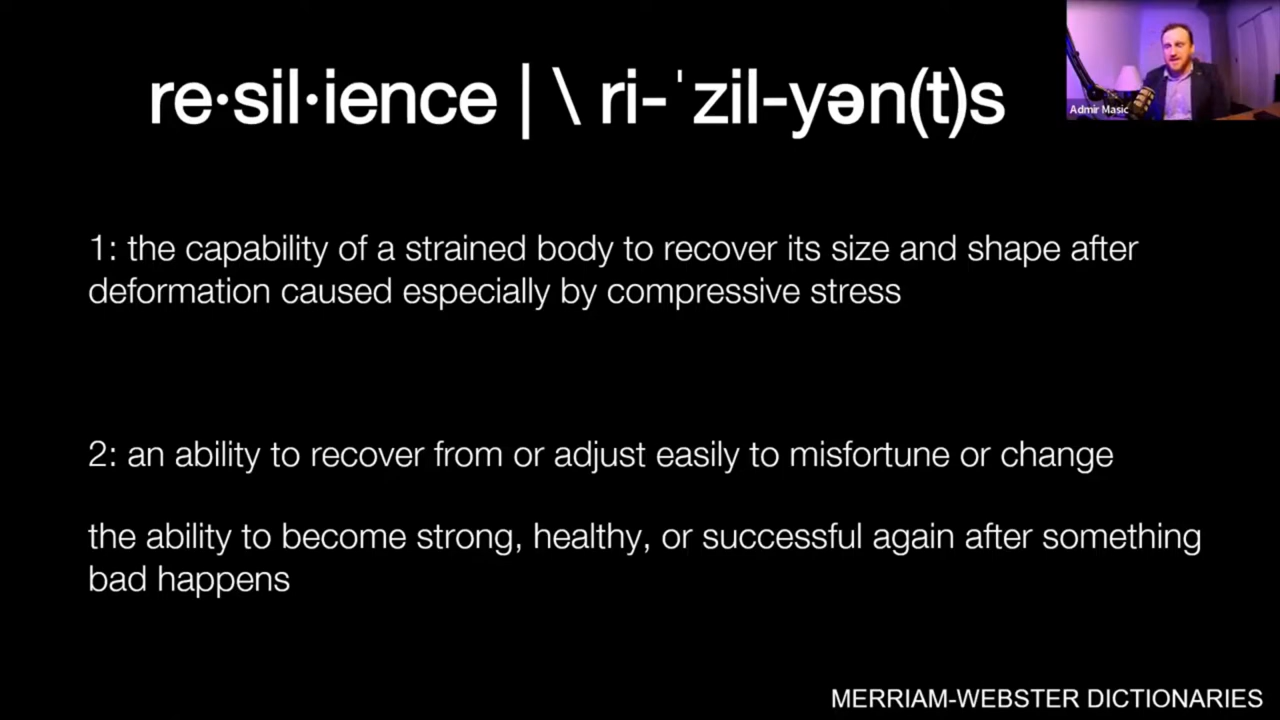 re·sil·ience | \ ri-ˈzil-yən(t)s
Admir Masic
1: the capability of a strained body to recover its size and shape after
deformation caused especially by compressive stress
2: an ability to recover from or adjust easily to misfortune or change
the ability to become strong, healthy, or successful again after something
bad happens
MERRIAM-WEBSTER DICTIONARIES